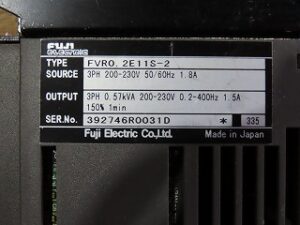 FUJI
ELECTRIC
TYPE FVR0.2E11S-2
SOURCE 3PH 200-230V 50/60Hz 1.8A
OUTPUT 3PH 0.57kVA 200-230V 0.2-400Hz 1.5A
150% 1min
SER.No. 392746R0031D * 335
Fuji Electric Co.,Ltd. Made in Japan